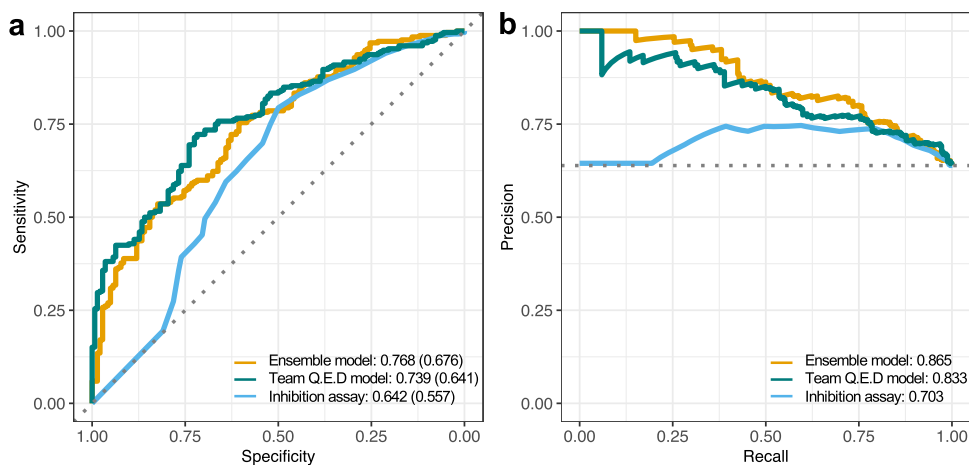 a
1.00
0.75
0.50
0.25
0.00
Sensitivity
1.00
0.75
0.50
0.25
0.00
Specificity
Ensemble model: 0.768 (0.676)
Team Q.E.D model: 0.739 (0.641)
Inhibition assay: 0.642 (0.557)
b
1.00
0.75
0.50
0.25
0.00
Precision
0.00
0.25
0.50
0.75
1.00
Recall
Ensemble model: 0.865
Team Q.E.D model: 0.833
Inhibition assay: 0.703